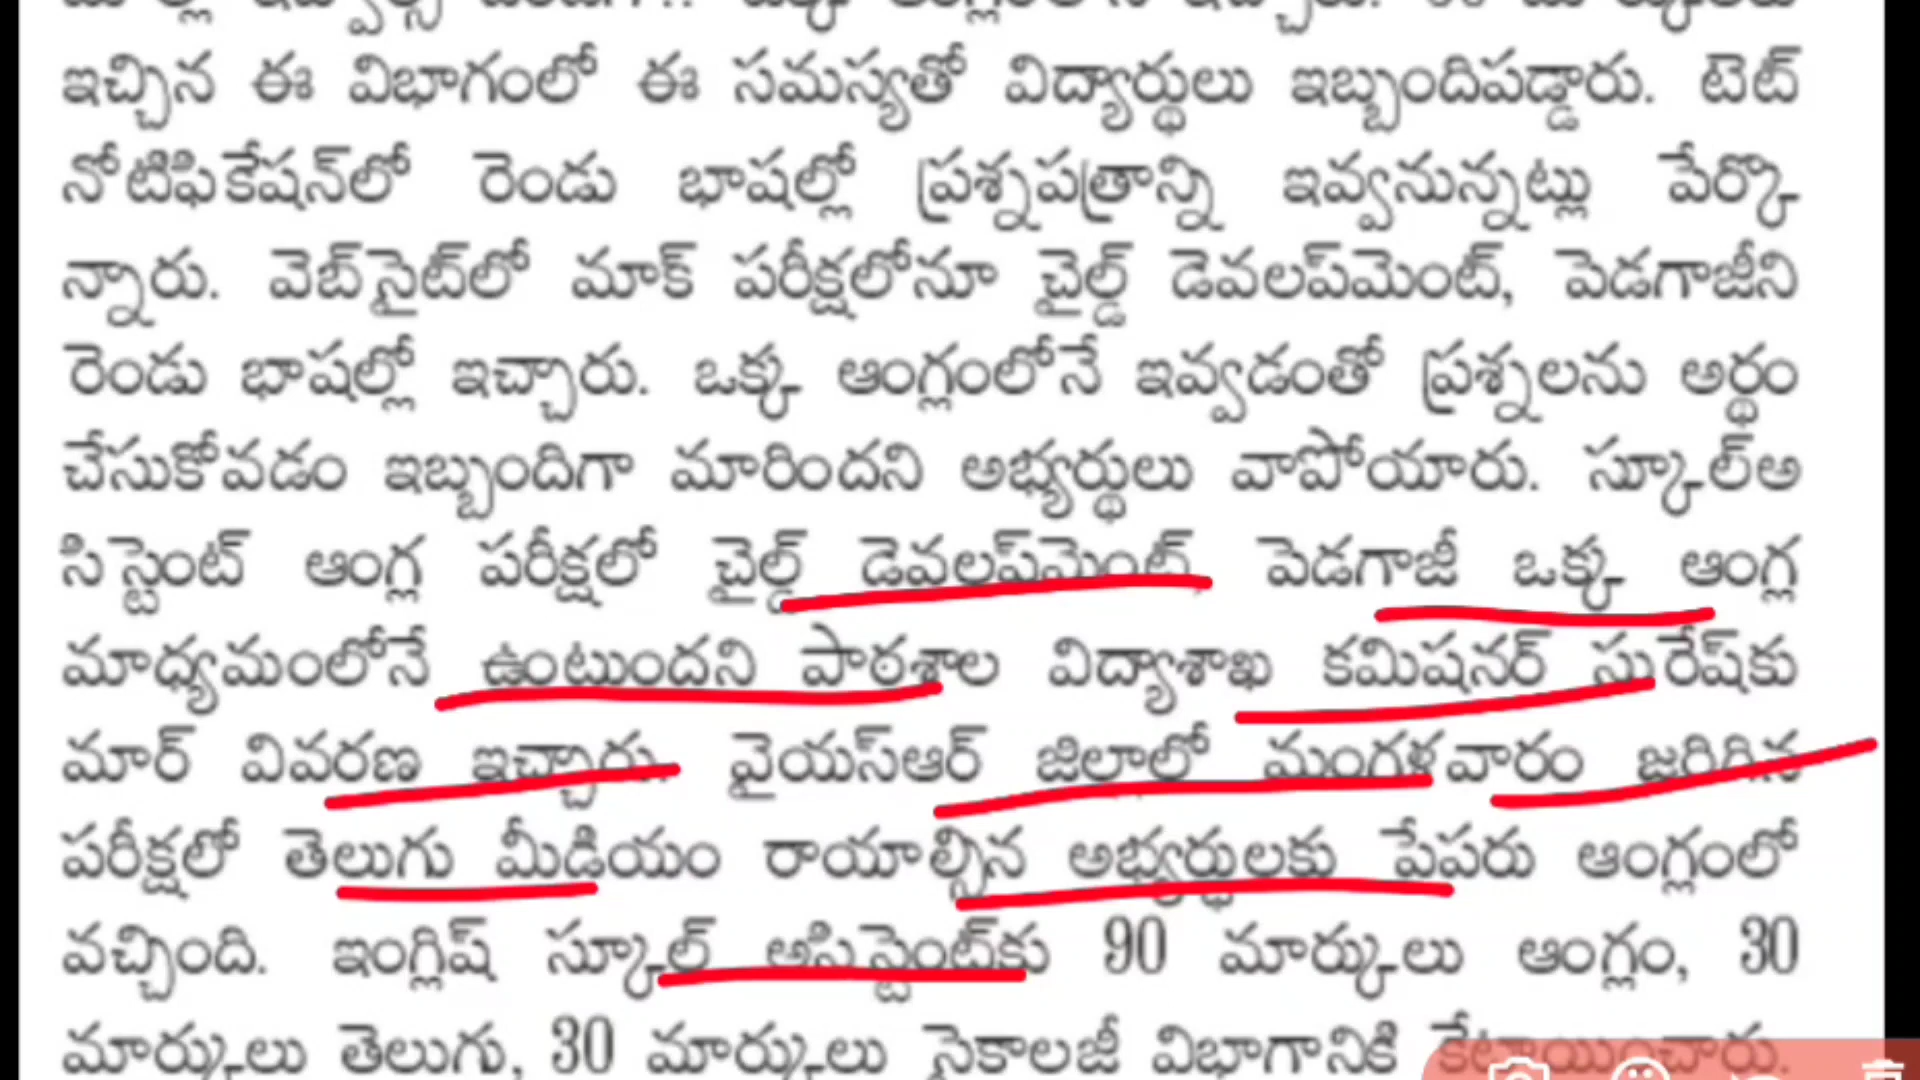 ఇచ్చిన ఈ విభాగంలో ఈ సమస్యతో విద్యార్థులు ఇబ్బందిపడ్డారు. టెట్
నోటిఫికేషన్‌లో రెండు భాషల్లో ప్రశ్నపత్రాన్ని ఇవ్వనున్నట్లు పేర్కొ
న్నారు. వెబ్‌సైట్‌లో మాక్ పరీక్షలోనూ చైల్డ్ డెవలప్‌మెంట్, పెడగాజీని
రెండు భాషల్లో ఇచ్చారు. ఒక్క ఆంగ్లంలోనే ఇవ్వడంతో ప్రశ్నలను అర్థం
చేసుకోవడం ఇబ్బందిగా మారిందని అభ్యర్థులు వాపోయారు. స్కూల్‌అ
సిస్టెంట్ ఆంగ్ల పరీక్షలో చైల్డ్ డెవలప్‌మెంట్, పెడగాజీ ఒక్క ఆంగ్ల
మాధ్యమంలోనే ఉంటుందని పాఠశాల విద్యాశాఖ కమిషనర్ సురేష్‌కు
మార్ వివరణ ఇచ్చారు. వైయస్ఆర్ జిల్లాలో మంగళవారం జరిగిన
పరీక్షలో తెలుగు మీడియం రాయాల్సిన అభ్యర్థులకు పేపరు ఆంగ్లంలో
వచ్చింది. ఇంగ్లిష్ స్కూల్ అసిస్టెంట్‌కు 90 మార్కులు ఆంగ్లం, 30
మార్కులు తెలుగు, 30 మార్కులు సైకాలజీ విభాగానికి కేటాయించారు.